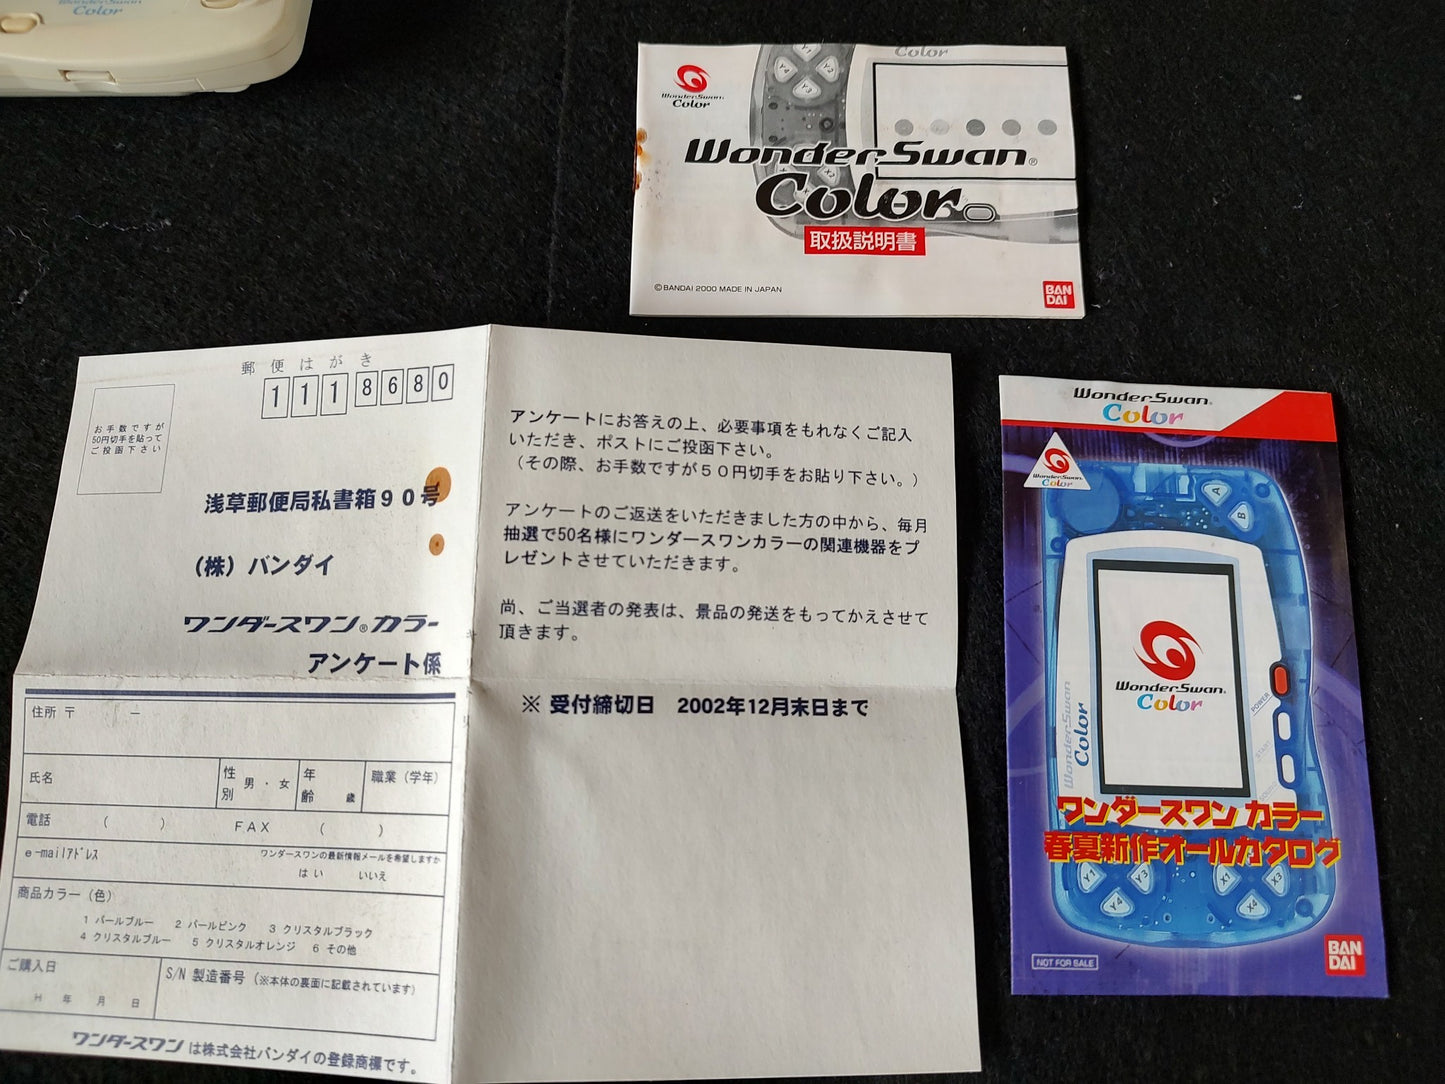 WonderSwan
Color
WonderSwan
Color
Color
Y1
Y2
Y3
Y4
X2
WonderSwan®
Color
取扱説明書
©BANDAI 2000 MADE IN JAPAN
BAN
DAI
郵便はがき
1118680
お手数ですが
50円切手を貼って
ご投函下さい
浅草郵便局私書箱90号
(株)バンダイ
ワンダースワン®カラー
アンケート係
住所 〒 −
氏名
性別 男・女
年齢 歳
職業(学年)
電話 ( )
FAX ( )
e-mailアドレス
ワンダースワンの最新情報メールを希望しますか
はい いいえ
商品カラー(色)
1 パールブルー 2 パールピンク 3 クリスタルブラック
4 クリスタルブルー 5 クリスタルオレンジ 6 その他
ご購入日
H 年 月 日
S/N 製造番号(※本体の裏面に記載されています)
ワンダースワンは株式会社バンダイの登録商標です。
アンケートにお答えの上、必要事項をもれなくご記入
いただき、ポストにご投函下さい。
(その際、お手数ですが50円切手をお貼り下さい。)
アンケートのご返送をいただきました方の中から、毎月
抽選で50名様にワンダースワンカラーの関連機器をプ
レゼントさせていただきます。
尚、ご当選者の発表は、景品の発送をもってかえさせて
頂きます。
※ 受付締切日 2002年12月末日まで
WonderSwan®
Color
WonderSwan
Color
A
B
WonderSwan®
Color
WonderSwan
Color
POWER
START
SOUND
ワンダースワン カラー
春夏新作オールカタログ
Y1
Y3
Y4
X1
X3
X4
NOT FOR SALE
BAN
DAI